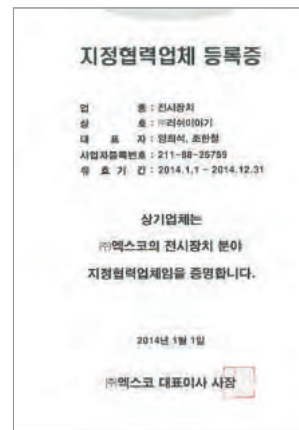 지정협력업체 등록증
업 종 : 전시장치
상 호 : ㈜러쉬이야기
대 표 자 : 양희석, 조한철
사업자등록번호 : 211-88-25759
유 효 기 간 : 2014.1.1 - 2014.12.31
상기업체는
㈜엑스코의 전시장치 분야
지정협력업체임을 증명합니다.
2014년 1월 1일
㈜엑스코 대표이사 사장